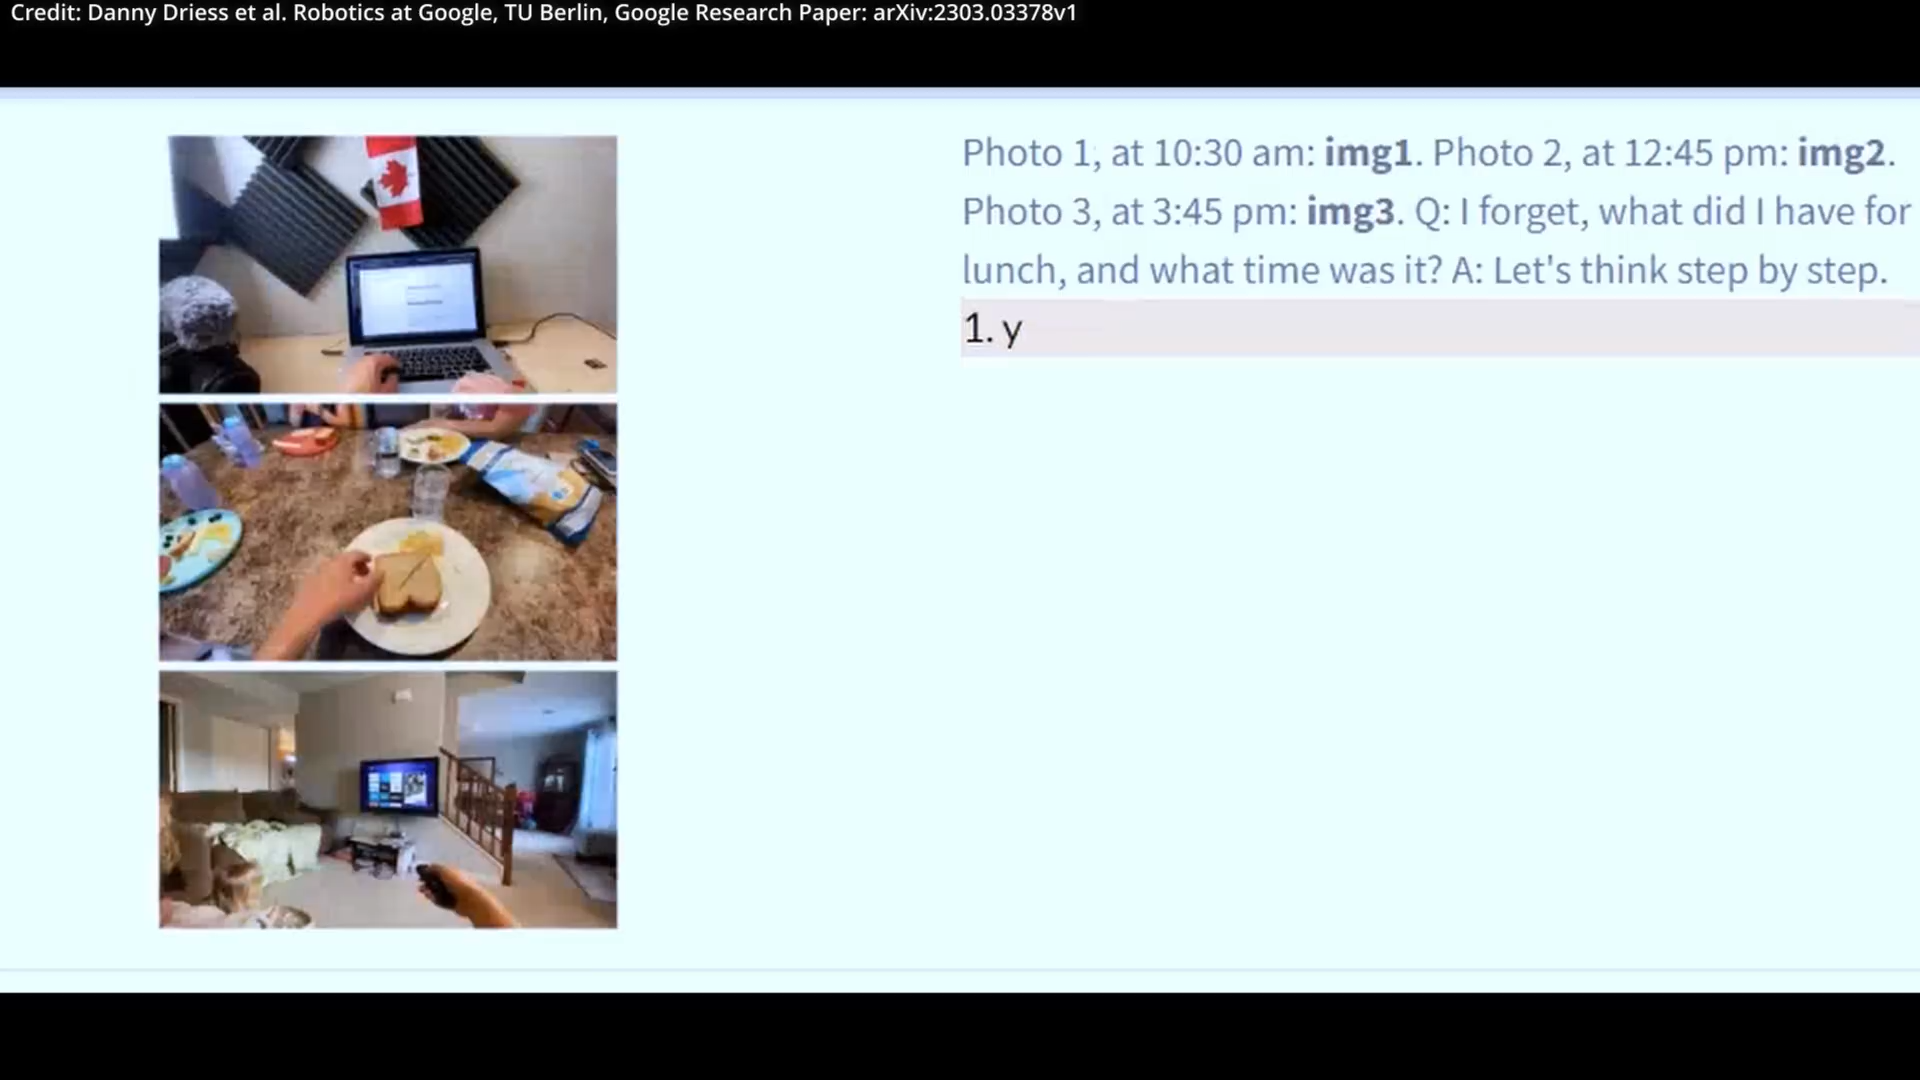 Credit: Danny Driess et al. Robotics at Google, TU Berlin, Google Research Paper: arXiv:2303.03378v1
Photo 1, at 10:30 am: img1. Photo 2, at 12:45 pm: img2.
Photo 3, at 3:45 pm: img3. Q: I forget, what did I have for
lunch, and what time was it? A: Let's think step by step.
1. y